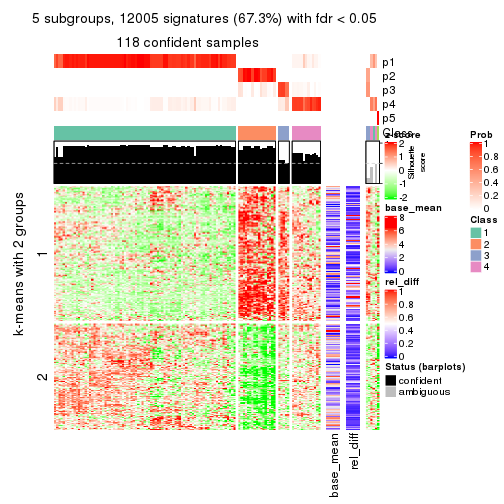 5 subgroups, 12005 signatures (67.3%) with fdr < 0.05
118 confident samples
p1
p2
p3
p4
p5
Class
z-score
2
1
0
-1
-2
Silhouette
score
Prob
1
0.8
0.6
0.4
0.2
0
base_mean
8
6
4
2
0
Class
1
2
3
4
rel_diff
1
0.8
0.6
0.4
0.2
0
Status (barplots)
confident
ambiguous
k-means with 2 groups
1
2
base_mean
rel_diff